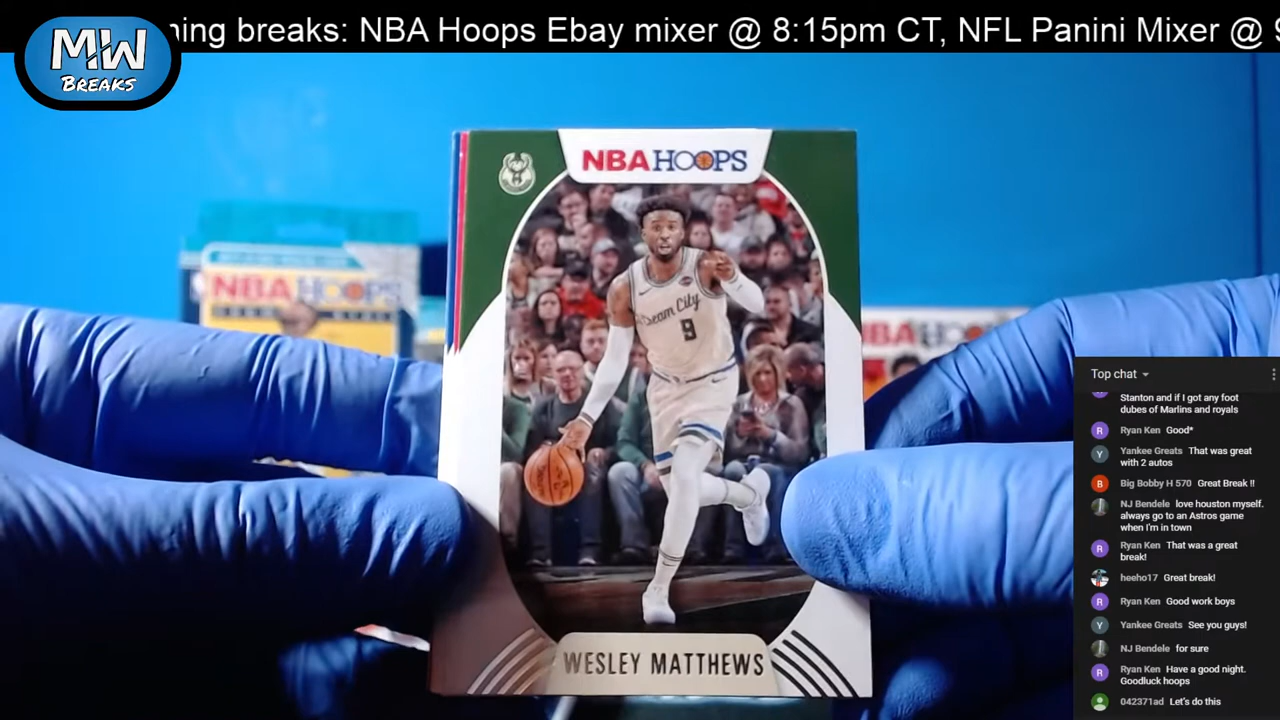 ning breaks: NBA Hoops Ebay mixer @ 8:15pm CT, NFL Panini Mixer @
MW
BREAKS
NBA HOOPS
WESLEY MATTHEWS
Cream City
9
NBA HOOPS
NBA HOO
Top chat
Stanton and if I got any foot
dubes of Marlins and royals
R Ryan Ken Good*
Y Yankee Greats That was great
with 2 autos
B Big Bobby H 570 Great Break !!
NJ Bendele love houston myself.
always go to an Astros game
when I'm in town
R Ryan Ken That was a great
break!
heeho17 Great break!
R Ryan Ken Good work boys
Y Yankee Greats See you guys!
NJ Bendele for sure
R Ryan Ken Have a good night.
Goodluck hoops
042371ad Let's do this